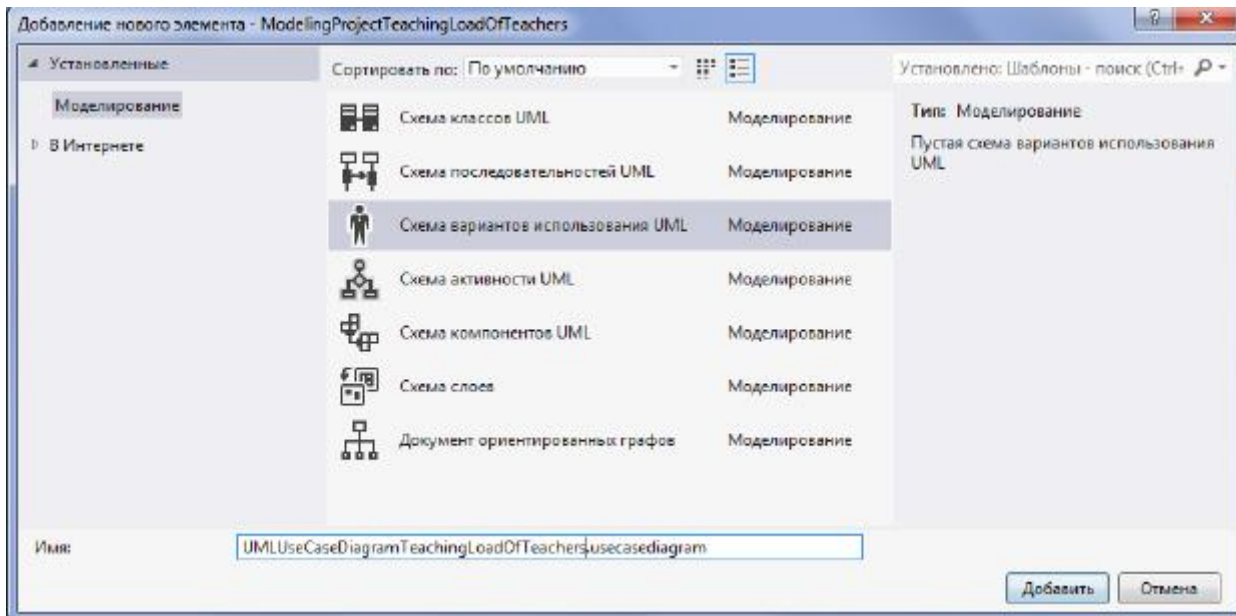 Добавление нового элемента - ModelingProjectTeachingLoadOfTeachers
Установленные
Моделирование
В Интернете
Сортировать по: По умолчанию
Схема классов UML Моделирование
Схема последовательностей UML Моделирование
Схема вариантов использования UML Моделирование
Схема активности UML Моделирование
Схема компонентов UML Моделирование
Схема слоев Моделирование
Документ ориентированных графов Моделирование
Установлено: Шаблоны - поиск (Ctrl+
Тип: Моделирование
Пустая схема вариантов использования
UML
Имя: UMLUseCaseDiagramTeachingLoadOfTeachers.usecasediagram
Добавить Отмена